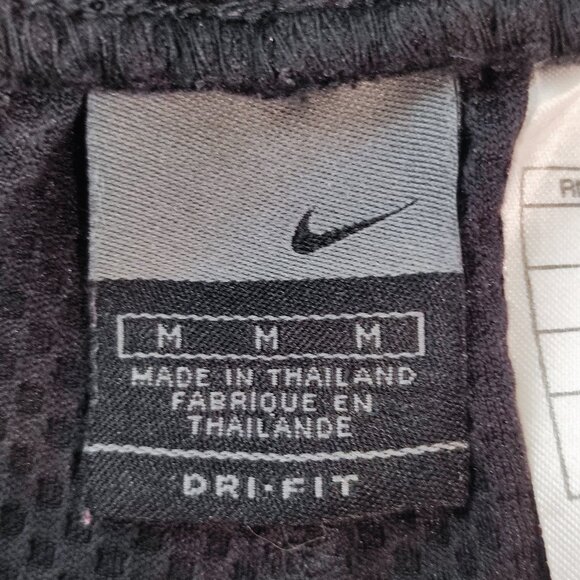 M M M
MADE IN THAILAND
FABRIQUE EN
THAILANDE
DRI-FIT